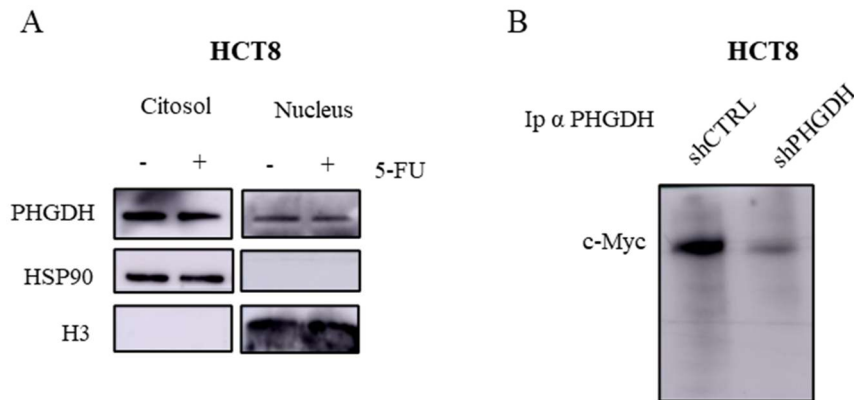 A
HCT8
Citosol Nucleus
- + - + 5-FU
PHGDH
HSP90
H3
B
HCT8
Ip α PHGDH shCTRL shPHGDH
c-Myc